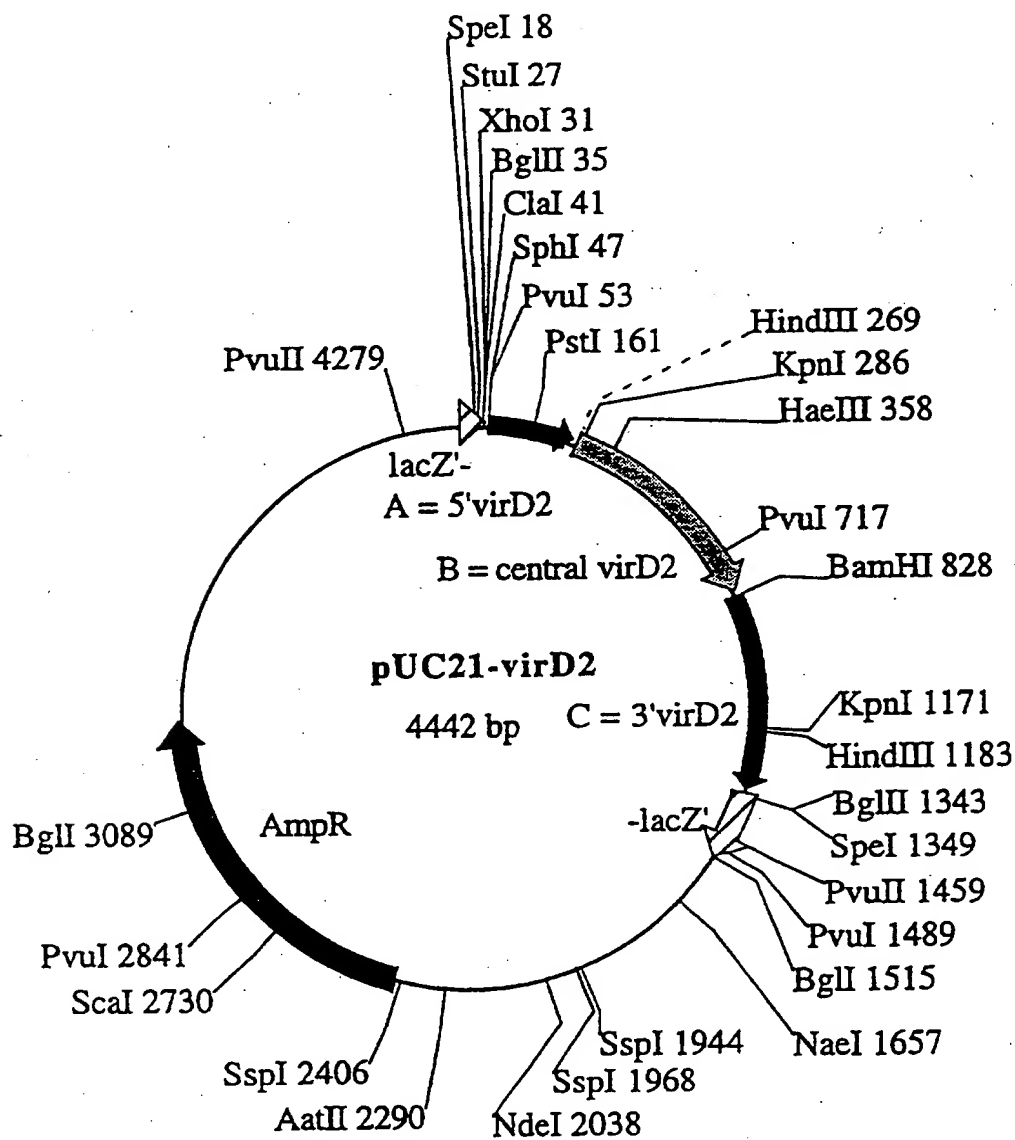 SpeI 18
StuI 27
XhoI 31
BglII 35
ClaI 41
SphI 47
PvuI 53
PstI 161
HindIII 269
KpnI 286
HaeIII 358
PvuII 4279
lacZ'-
A = 5'virD2
PvuI 717
B = central virD2
BamHI 828
pUC21-virD2
4442 bp
C = 3'virD2
KpnI 1171
HindIII 1183
BglI 3089
AmpR
-lacZ'
BglII 1343
SpeI 1349
PvuII 1459
PvuI 1489
BglI 1515
PvuI 2841
ScaI 2730
NaeI 1657
SspI 1944
SspI 1968
SspI 2406
AatII 2290
NdeI 2038